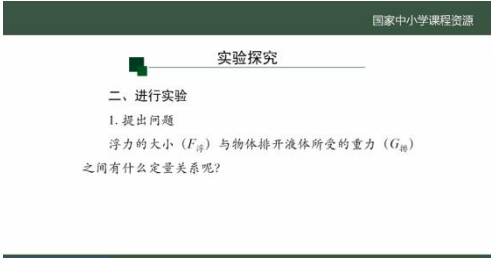 国家中小学课程资源
实验探究
二、进行实验
1. 提出问题
浮力的大小（F浮）与物体排开液体所受的重力（G排）
之间有什么定量关系呢?